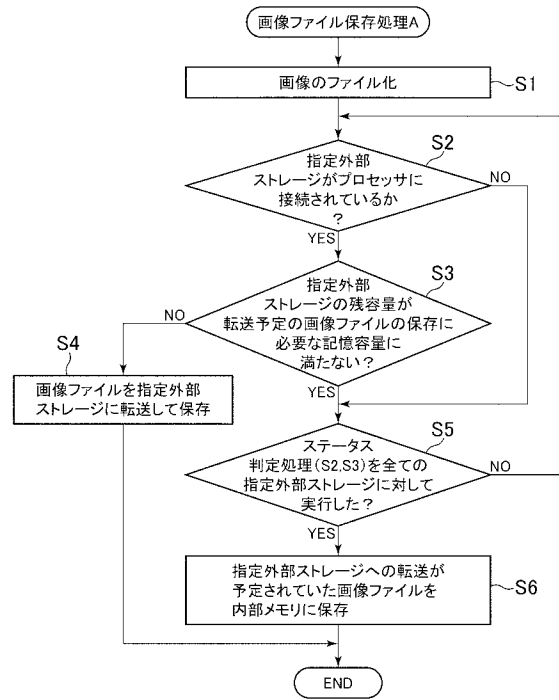 画像ファイル保存処理A
画像のファイル化
S1
S2
指定外部
ストレージがプロセッサに
接続されているか
?
NO
YES
S3
指定外部
ストレージの残容量が
転送予定の画像ファイルの保存に
必要な記憶容量に
満たない?
NO
YES
S4
画像ファイルを指定外部
ストレージに転送して保存
S5
ステータス
判定処理(S2,S3)を全ての
指定外部ストレージに対して
実行した?
NO
YES
指定外部ストレージへの転送が
予定されていた画像ファイルを
内部メモリに保存
S6
END